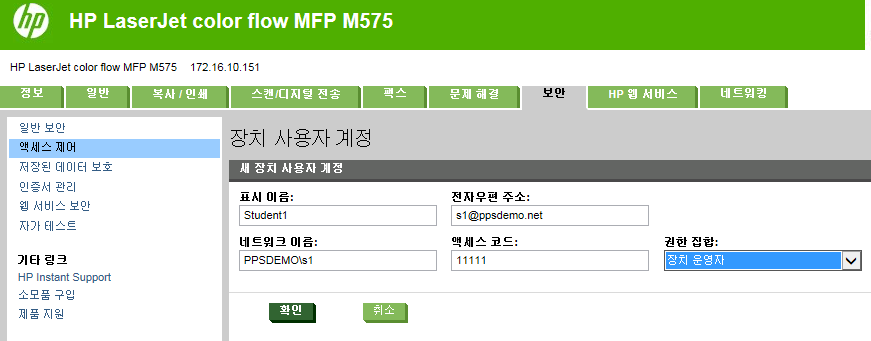 hp HP LaserJet color flow MFP M575
HP LaserJet color flow MFP M575 172.16.10.151
정보 일반 복사 / 인쇄 스캔/디지털 전송 팩스 문제 해결 보안 HP 웹 서비스 네트워킹
일반 보안
액세스 제어
저장된 데이터 보호
인증서 관리
웹 서비스 보안
자가 테스트
기타 링크
HP Instant Support
소모품 구입
제품 지원
장치 사용자 계정
새 장치 사용자 계정
표시 이름: 전자우편 주소:
Student1 s1@ppsdemo.net
네트워크 이름: 액세스 코드: 권한 집합:
PPSDEMO\s1 11111 장치 운영자
확인 취소